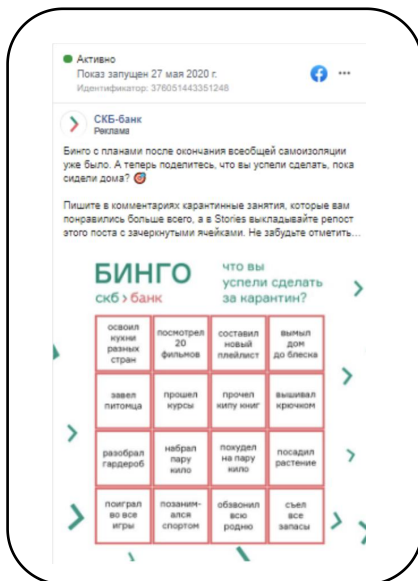 Активно
Показ запущен 27 мая 2020 г.
Идентификатор: 376051443351248
СКБ-банк
Реклама
Бинго с планами после окончания всеобщей самоизоляции
уже было. А теперь поделитесь, что вы успели сделать, пока
сидели дома?
Пишите в комментариях карантинные занятия, которые вам
понравились больше всего, а в Stories выкладывайте репост
этого поста с зачеркнутыми ячейками. Не забудьте отметить...
БИНГО
скб > банк
что вы
успели сделать
за карантин?
освоил
кухни
разных
стран
посмотрел
20
фильмов
составил
новый
плейлист
вымыл
дом
до блеска
завел
питомца
прошел
курсы
прочел
кипу книг
вышивал
крючком
разобрал
гардероб
набрал
пару
кило
похудел
на пару
кило
посадил
растение
поиграл
во все
игры
позаним-
ался
спортом
обзвонил
всю
родню
съел
все
запасы